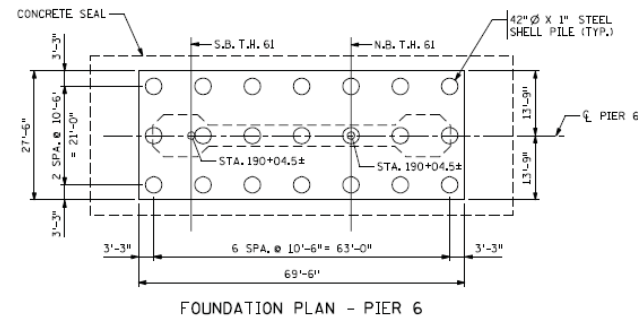 CONCRETE SEAL
S.B. T.H. 61
N.B. T.H. 61
42"Ø X 1" STEEL
SHELL PILE (TYP.)
3'-3"
27'-6"
2 SPA. @ 10'-6"
= 21'-0"
3'-3"
13'-9"
13'-9"
℄ PIER 6
STA. 190+04.5±
STA. 190+04.5±
3'-3"
6 SPA. @ 10'-6"= 63'-0"
3'-3"
69'-6"
FOUNDATION PLAN - PIER 6